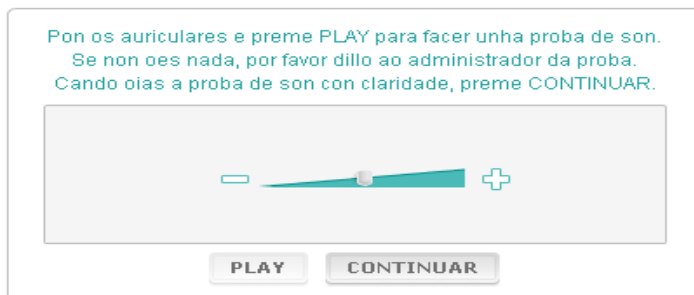 Pon os auriculares e preme PLAY para facer unha proba de son.
Se non oes nada, por favor dillo ao administrador da proba.
Cando oias a proba de son con claridade, preme CONTINUAR.
PLAY CONTINUAR